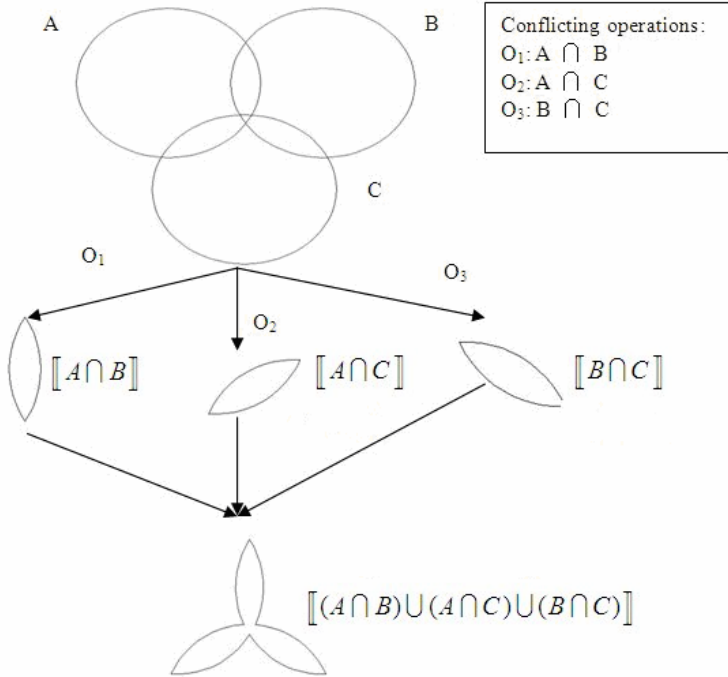 A
B
Conflicting operations:
O₁: A ∩ B
O₂: A ∩ C
O₃: B ∩ C
C
O₁
O₃
O₂
⟦A∩B⟧
⟦A∩C⟧
⟦B∩C⟧
⟦(A∩B)∪(A∩C)∪(B∩C)⟧